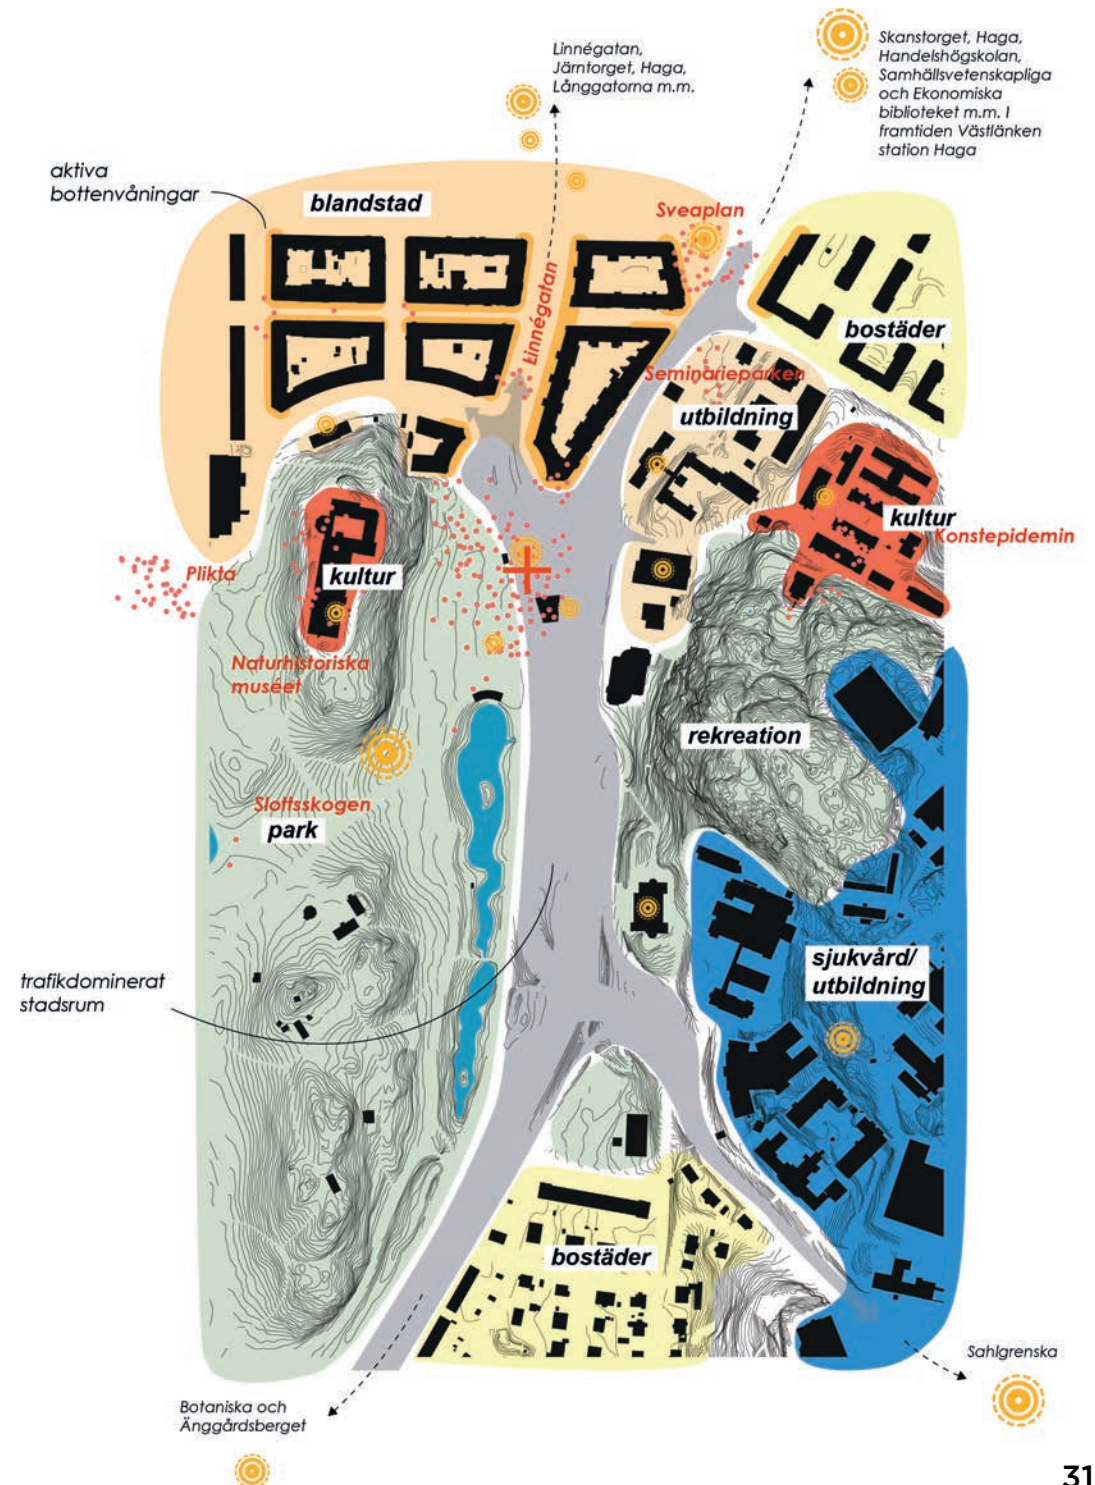 Linnégatan,
Järntorget, Haga,
Långgatorna m.m.
Skanstorget, Haga,
Handelshögskolan,
Samhällsvetenskapliga
och Ekonomiska
biblioteket m.m. I
framtiden Västlänken
station Haga
aktiva
bottenvåningar
blandstad
Sveaplan
Linnégatan
bostäder
Seminarieparken
utbildning
kultur
Konstepidemin
Plikta
kultur
Naturhistoriska
muséet
rekreation
Slottsskogen
park
sjukvård/
utbildning
trafikdominerat
stadsrum
bostäder
Sahlgrenska
Botaniska och
Änggårdsberget
31